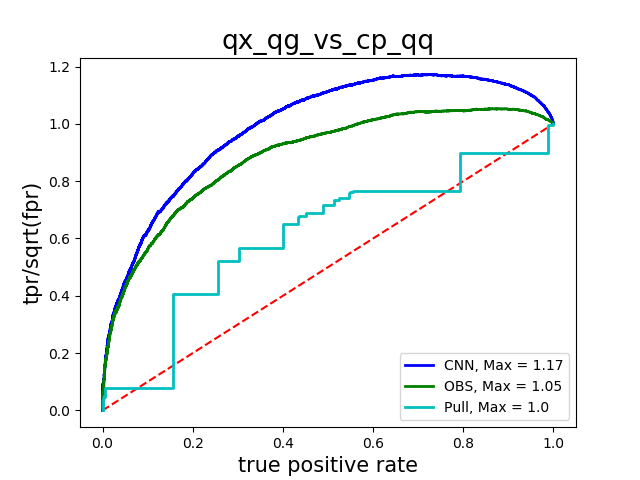 qx_qg_vs_cp_qq
tpr/sqrt(fpr)
1.2
1.0
0.8
0.6
0.4
0.2
0.0
CNN, Max = 1.17
OBS, Max = 1.05
Pull, Max = 1.0
0.0 0.2 0.4 0.6 0.8 1.0
true positive rate